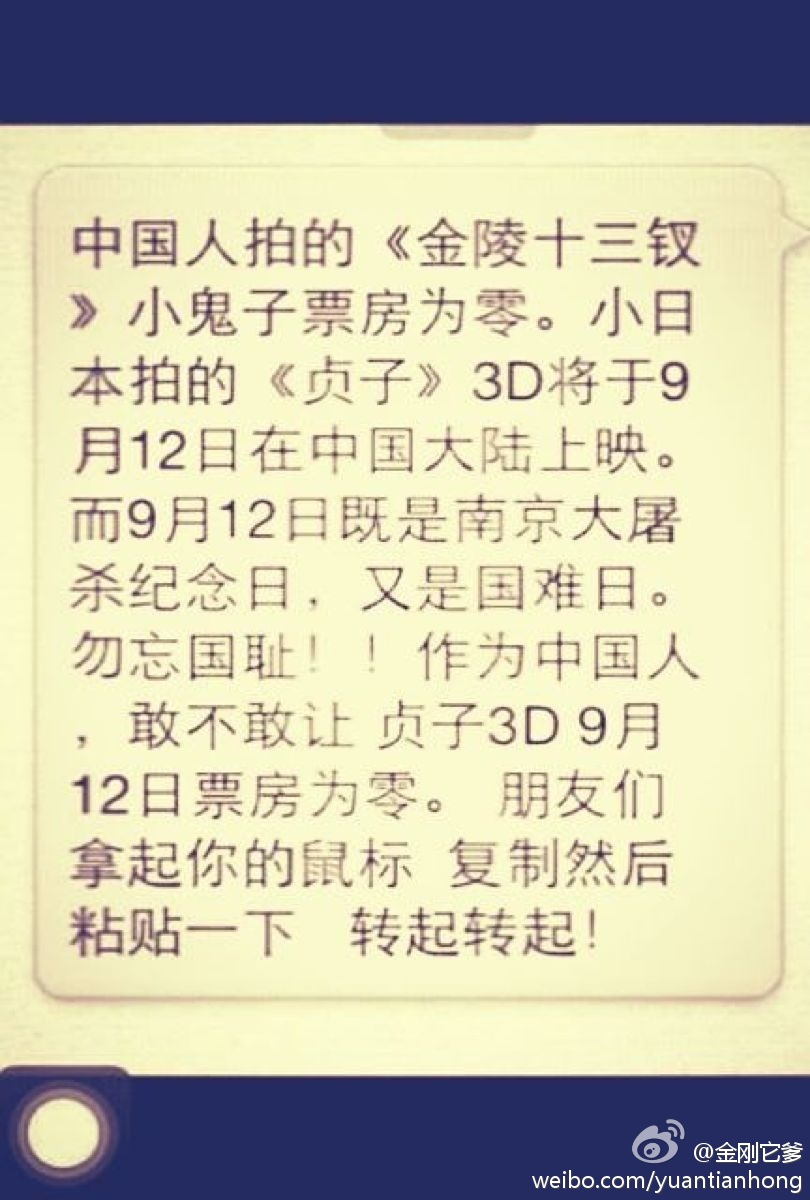 中国人拍的《金陵十三钗
》小鬼子票房为零。小日
本拍的《贞子》3D将于9
月12日在中国大陆上映。
而9月12日既是南京大屠
杀纪念日，又是国难日。
勿忘国耻！！作为中国人
，敢不敢让 贞子3D 9月
12日票房为零。 朋友们
拿起你的鼠标 复制然后
粘贴一下 转起转起！
@金刚它爹
weibo.com/yuantianhong